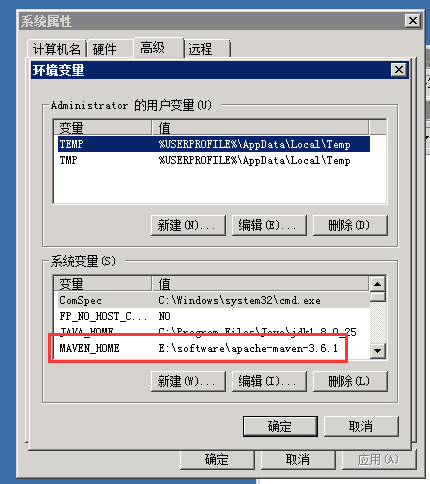 系统属性
计算机名 硬件 高级 远程
环境变量
Administrator 的用户变量(U)
变量 值
TEMP %USERPROFILE%\AppData\Local\Temp
TMP %USERPROFILE%\AppData\Local\Temp
新建(N)... 编辑(E)... 删除(D)
系统变量(S)
变量 值
ComSpec C:\Windows\system32\cmd.exe
FP_NO_HOST_C... NO
JAVA_HOME C:\Program Files\Java\jdk1.8.0_25
MAVEN_HOME E:\software\apache-maven-3.6.1
新建(W)... 编辑(I)... 删除(L)
确定 取消
确定 取消 应用(A)